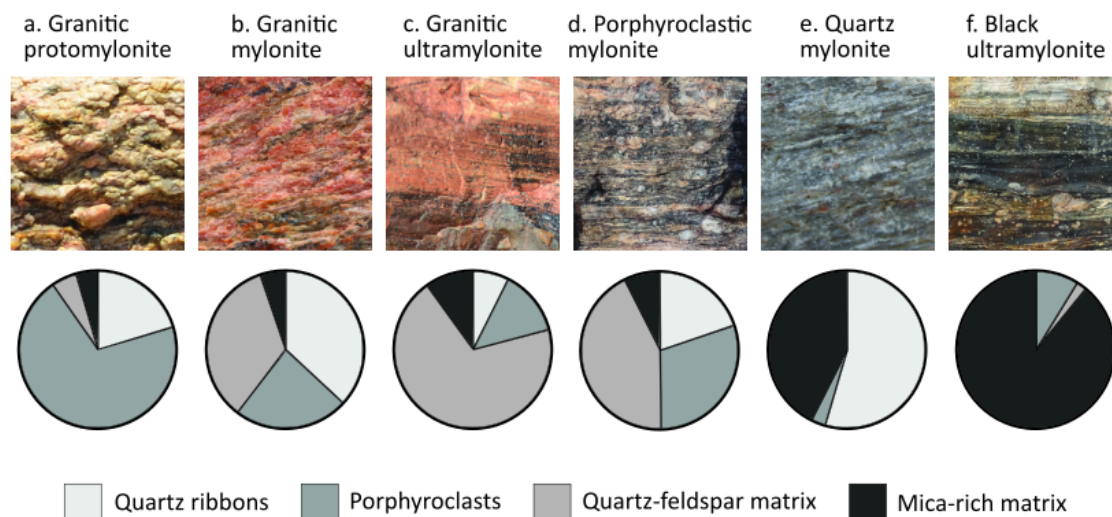 a. Granitic
protomylonite
b. Granitic
mylonite
c. Granitic
ultramylonite
d. Porphyroclastic
mylonite
e. Quartz
mylonite
f. Black
ultramylonite
Quartz ribbons
Porphyroclasts
Quartz-feldspar matrix
Mica-rich matrix